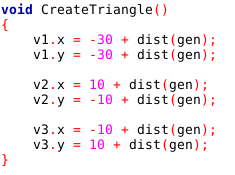 void CreateTriangle()
{
    v1.x = -30 + dist(gen);
    v1.y = -30 + dist(gen);

    v2.x = 10 + dist(gen);
    v2.y = -10 + dist(gen);

    v3.x = -10 + dist(gen);
    v3.y = 10 + dist(gen);
}